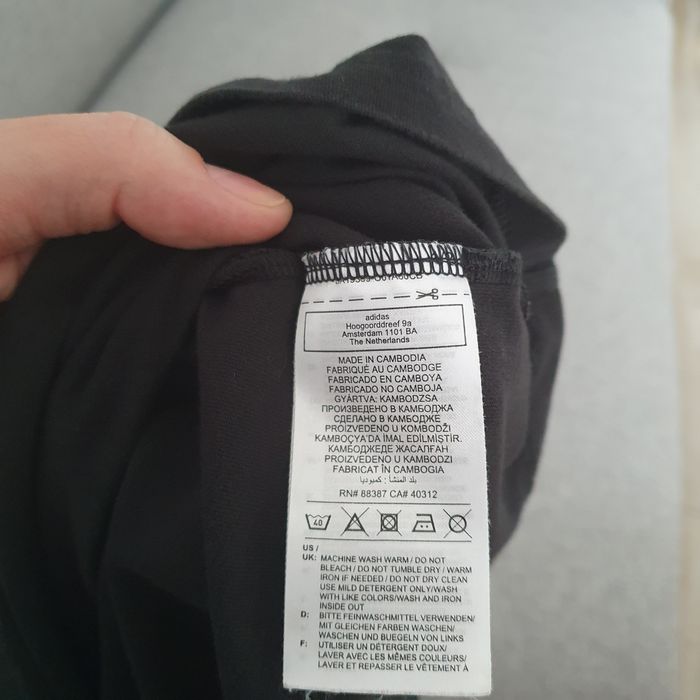 adidas
Hoogoorddreef 9a
Amsterdam 1101 BA
The Netherlands
MADE IN CAMBODIA
FABRIQUÉ AU CAMBODGE
FABRICADO EN CAMBOYA
FABRICADO NO CAMBOJA
GYÁRTVA: KAMBODZSA
ПРОИЗВЕДЕНО В КАМБОДЖА
СДЕЛАНО В КАМБОДЖЕ
PROIZVEDENO U KOMBODŽI
KAMBOÇYA'DA İMAL EDİLMİŞTİR.
КАМБОДЖЕДЕ ЖАСАЛҒАН
PROIZVEDENO U KAMBODZI
FABRICAT ÎN CAMBOGIA
بلد المنشأ : كمبوديا
RN# 88387 CA# 40312
40
US /
UK: MACHINE WASH WARM / DO NOT
BLEACH / DO NOT TUMBLE DRY / WARM
IRON IF NEEDED / DO NOT DRY CLEAN
USE MILD DETERGENT ONLY/WASH
WITH LIKE COLORS/WASH AND IRON
INSIDE OUT
D: BITTE FEINWASCHMITTEL VERWENDEN/
MIT GLEICHEN FARBEN WASCHEN/
WASCHEN UND BUEGELN VON LINKS
F: UTILISER UN DÉTERGENT DOUX/
LAVER AVEC LES MÊMES COULEURS/
LAVER ET REPASSER LE VÊTEMENT À